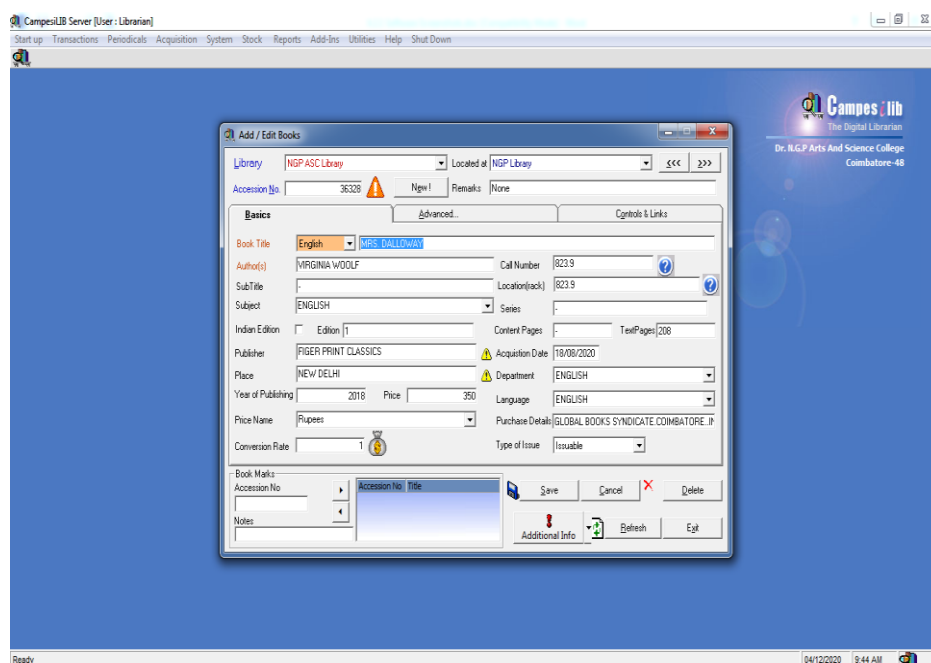 CampesiLIB Server [User : Librarian]
Start up Transactions Periodicals Acquisition System Stock Reports Add-Ins Utilities Help Shut Down
Campesilib
The Digital Librarian
Dr. N.G.P Arts And Science College
Coimbatore-48
Add / Edit Books
Library NGP ASC Library Located at NGP Library <<< >>>
Accession No. 36328 New! Remarks None
Basics Advanced... Controls & Links
Book Title English MRS. DALLOWAY
Author(s) VIRGINIA WOOLF Call Number 823.9
SubTitle - Location(rack) 823.9
Subject ENGLISH Series -
Indian Edition Edition 1 Content Pages - TextPages 208
Publisher FIGER PRINT CLASSICS Acquistion Date 18/08/2020
Place NEW DELHI Department ENGLISH
Year of Publishing 2018 Price 350 Language ENGLISH
Price Name Rupees Purchase Details GLOBAL BOOKS SYNDICATE.COIMBATORE..IN
Conversion Rate 1 Type of Issue Issuable
Book Marks
Accession No Accession No Title
Save Cancel Delete
Notes
Additional Info Refresh Exit
Ready 04/12/2020 9:44 AM